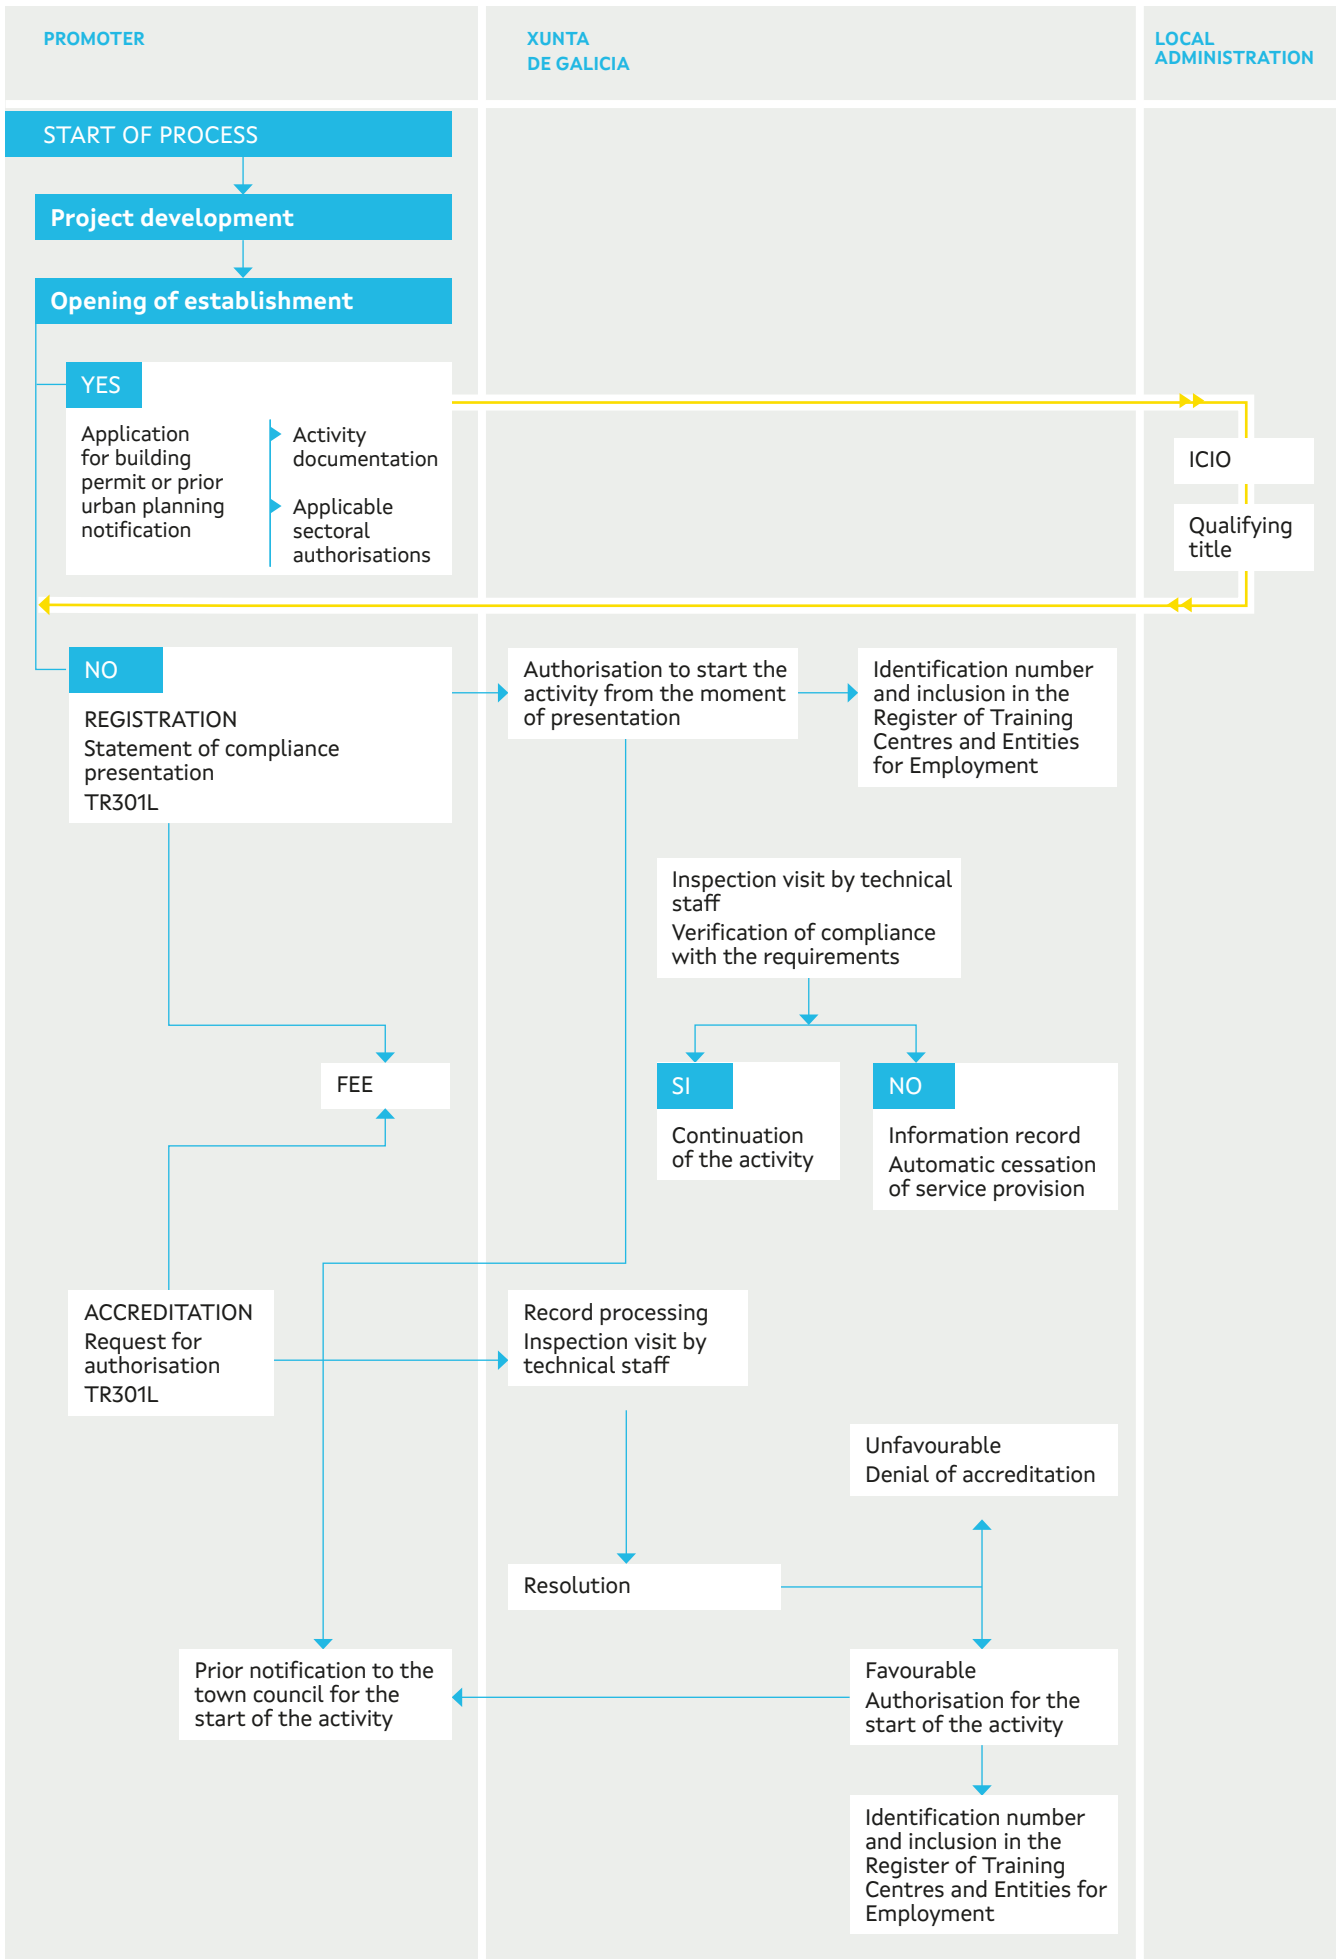 PROMOTER
XUNTA
DE GALICIA
LOCAL
ADMINISTRATION
START OF PROCESS
Project development
Opening of establishment
YES
Application
for building
permit or prior
urban planning
notification
Activity
documentation
Applicable
sectoral
authorisations
ICIO
Qualifying
title
NO
REGISTRATION
Statement of compliance
presentation
TR301L
Authorisation to start the
activity from the moment
of presentation
Identification number
and inclusion in the
Register of Training
Centres and Entities
for Employment
Inspection visit by technical
staff
Verification of compliance
with the requirements
FEE
SI
Continuation
of the activity
NO
Information record
Automatic cessation
of service provision
ACCREDITATION
Request for
authorisation
TR301L
Record processing
Inspection visit by
technical staff
Unfavourable
Denial of accreditation
Resolution
Prior notification to the
town council for the
start of the activity
Favourable
Authorisation for the
start of the activity
Identification number
and inclusion in the
Register of Training
Centres and Entities for
Employment